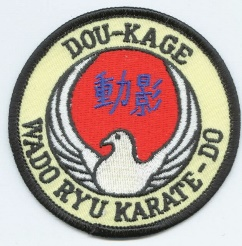 DOU-KAGE
動影
WADO RYU KARATE-DO